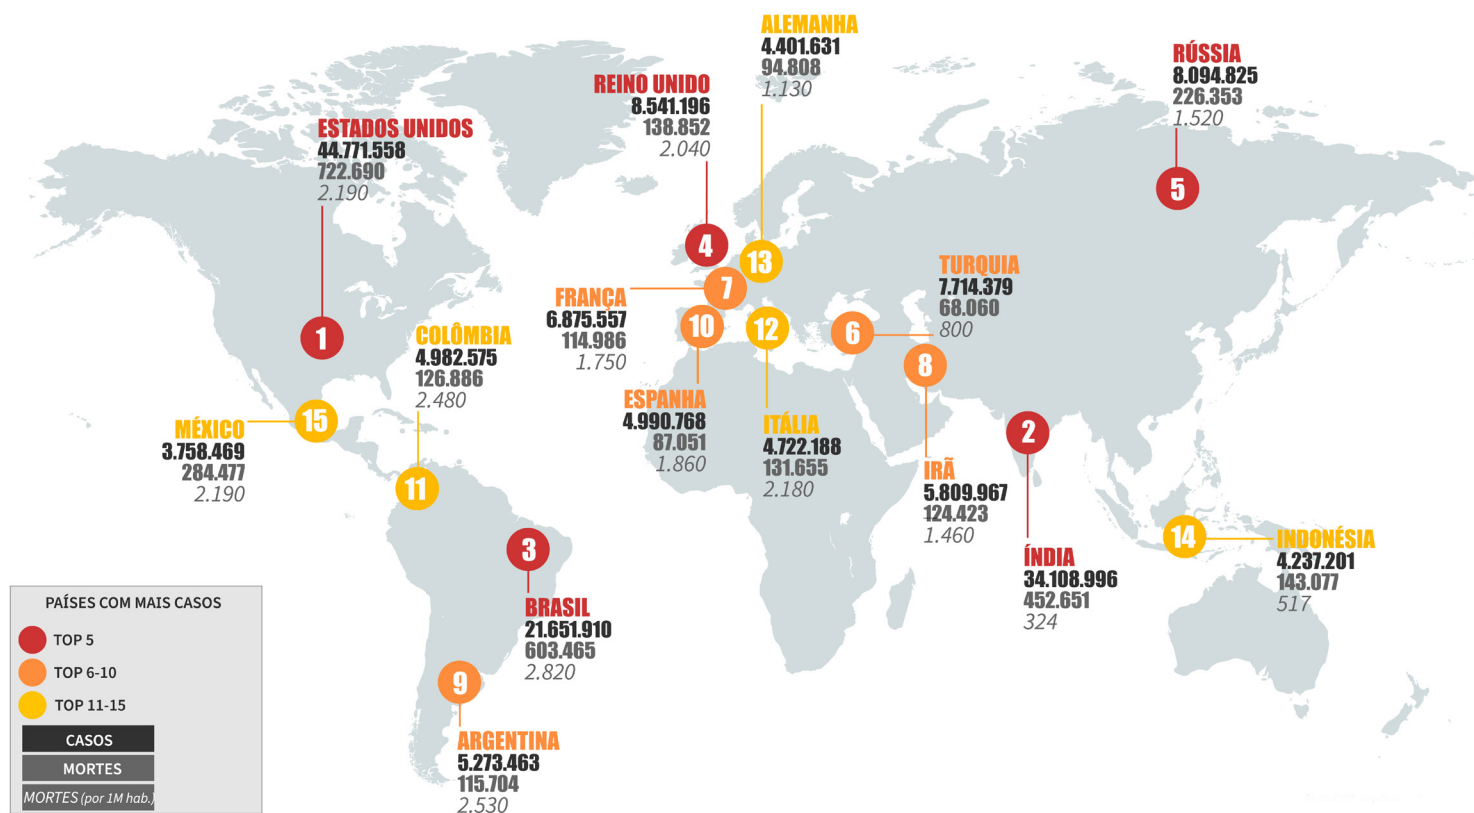 ALEMANHA
4.401.631
94.808
1.130
RÚSSIA
8.094.825
226.353
1.520
REINO UNIDO
8.541.196
138.852
2.040
ESTADOS UNIDOS
44.771.558
722.690
2.190
5
4
13
TURQUIA
7.714.379
68.060
800
7
FRANÇA
6.875.557
114.986
1.750
10
12
6
1
COLÔMBIA
4.982.575
126.886
2.480
8
ESPANHA
4.990.768
87.051
1.860
ITÁLIA
4.722.188
131.655
2.180
15
MÉXICO
3.758.469
284.477
2.190
2
IRÃ
5.809.967
124.423
1.460
11
3
14
INDONÉSIA
4.237.201
143.077
517
ÍNDIA
34.108.996
452.651
324
BRASIL
21.651.910
603.465
2.820
9
ARGENTINA
5.273.463
115.704
2.530
PAÍSES COM MAIS CASOS
TOP 5
TOP 6-10
TOP 11-15
CASOS
MORTES
MORTES (por 1M hab.)